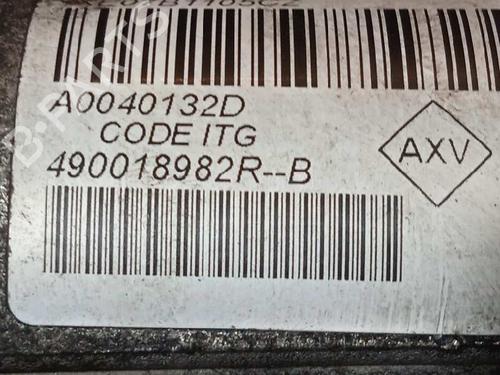 A0040132D
CODE ITG
490018982R--B
AXV
B-PARTS